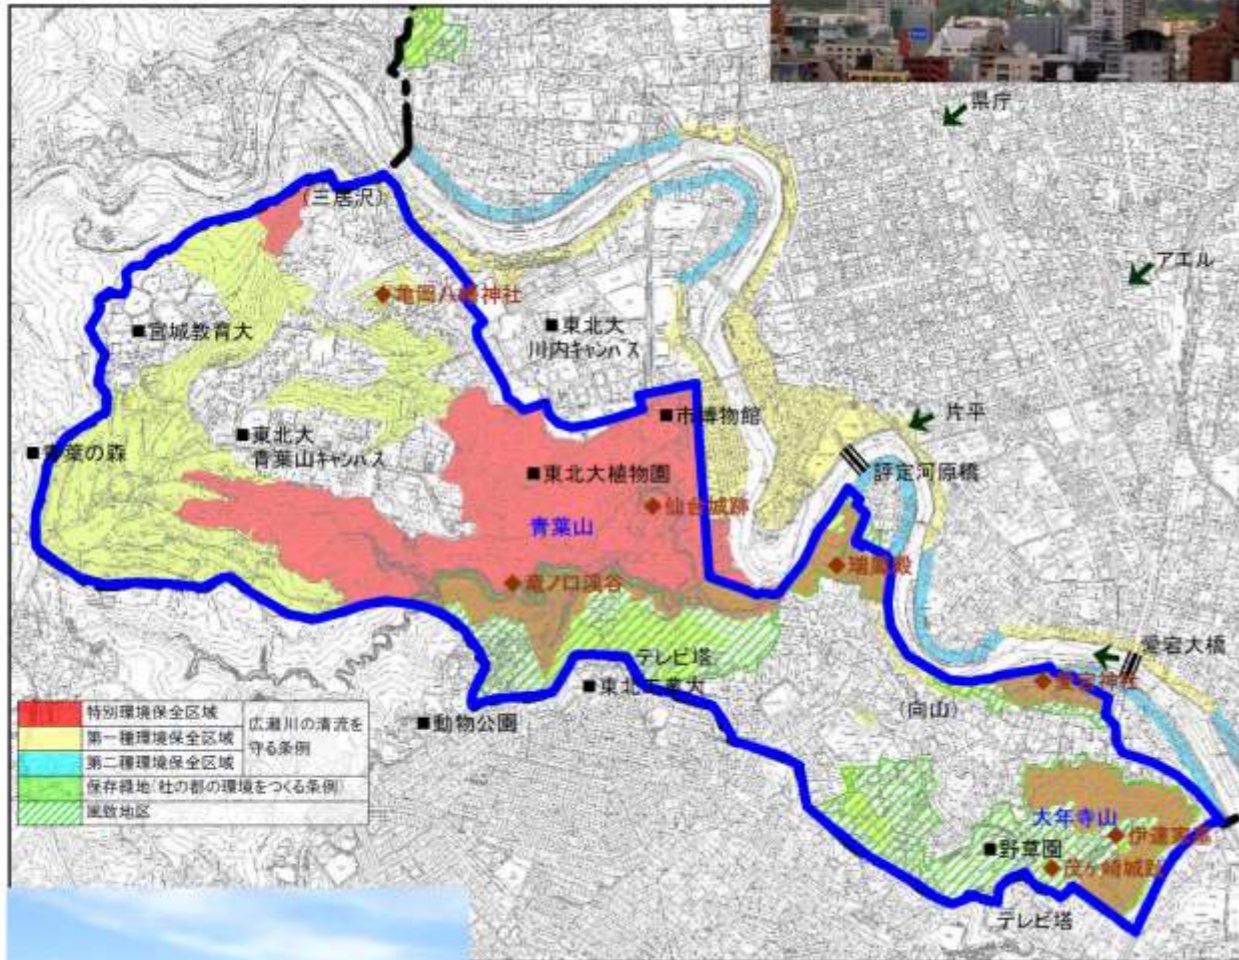 県庁
(三居沢)
アエル
◆亀岡八幡神社
■宮城教育大
■東北大
川内キャンパス
■市博物館
片平
■青葉の森
■東北大
青葉山キャンパス
■東北大植物園
評定河原橋
◆仙台城跡
青葉山
◆瑞鳳殿
◆竜ノ口渓谷
テレビ塔
■東北工業大
愛宕大橋
◆愛宕神社
(向山)
■動物公園
特別環境保全区域
第一種環境保全区域
第二種環境保全区域
広瀬川の清流を
守る条例
保存緑地(杜の都の環境をつくる条例)
風致地区
大年寺山
◆伊達家墓
■野草園
◆茂ヶ崎城跡
テレビ塔